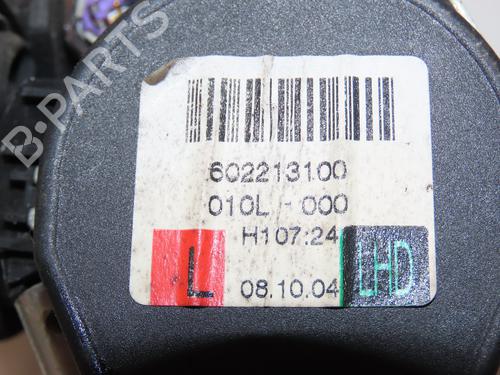 B-PARTS
602213100
010L - 000
H107:24
L
08.10.04
LHD